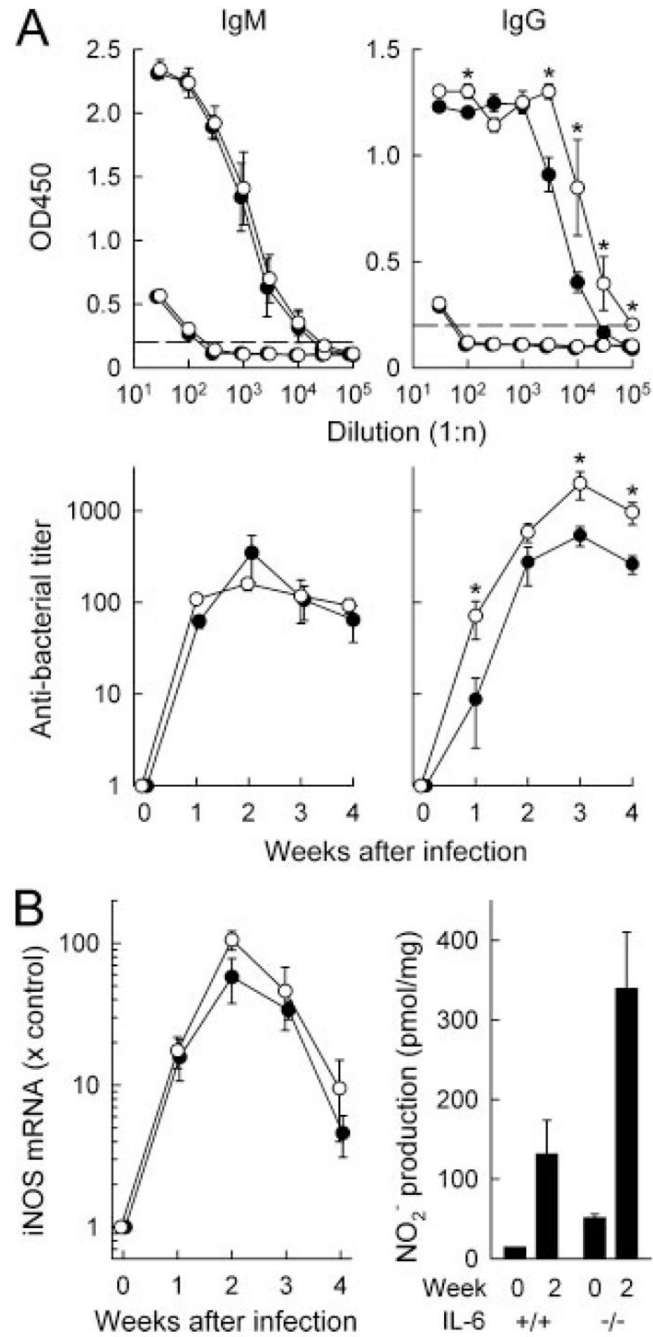 A
IgM
IgG
OD450
2.5
2.0
1.5
1.0
0.5
0
1.5
1.0
0.5
0
* * * * *
10¹ 10² 10³ 10⁴ 10⁵
10¹ 10² 10³ 10⁴ 10⁵
Dilution (1:n)
Anti-bacterial titer
1000
100
10
1
* * *
0 1 2 3 4
0 1 2 3 4
Weeks after infection
B
iNOS mRNA (x control)
100
10
1
0 1 2 3 4
Weeks after infection
NO₂⁻ production (pmol/mg)
400
300
200
100
0
Week 0 2 0 2
IL-6 +/+ -/-